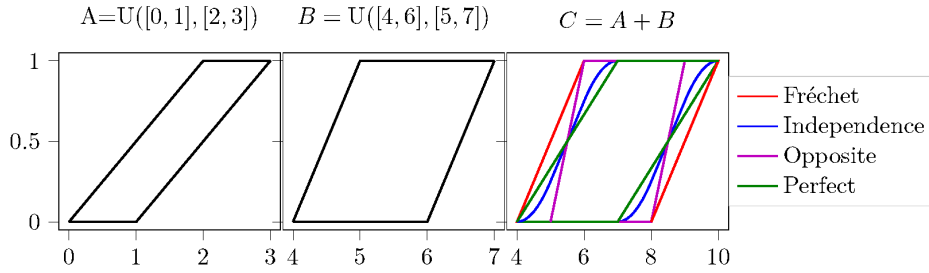 A=U([0, 1], [2, 3])
B = U([4, 6], [5, 7])
C = A + B
1
0.5
0
0 1 2 3
4 5 6 7
4 6 8 10
Fréchet
Independence
Opposite
Perfect